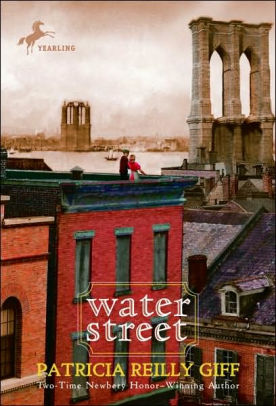 YEARLING
water
street
PATRICIA REILLY GIFF
Two-Time Newbery Honor–Winning Author